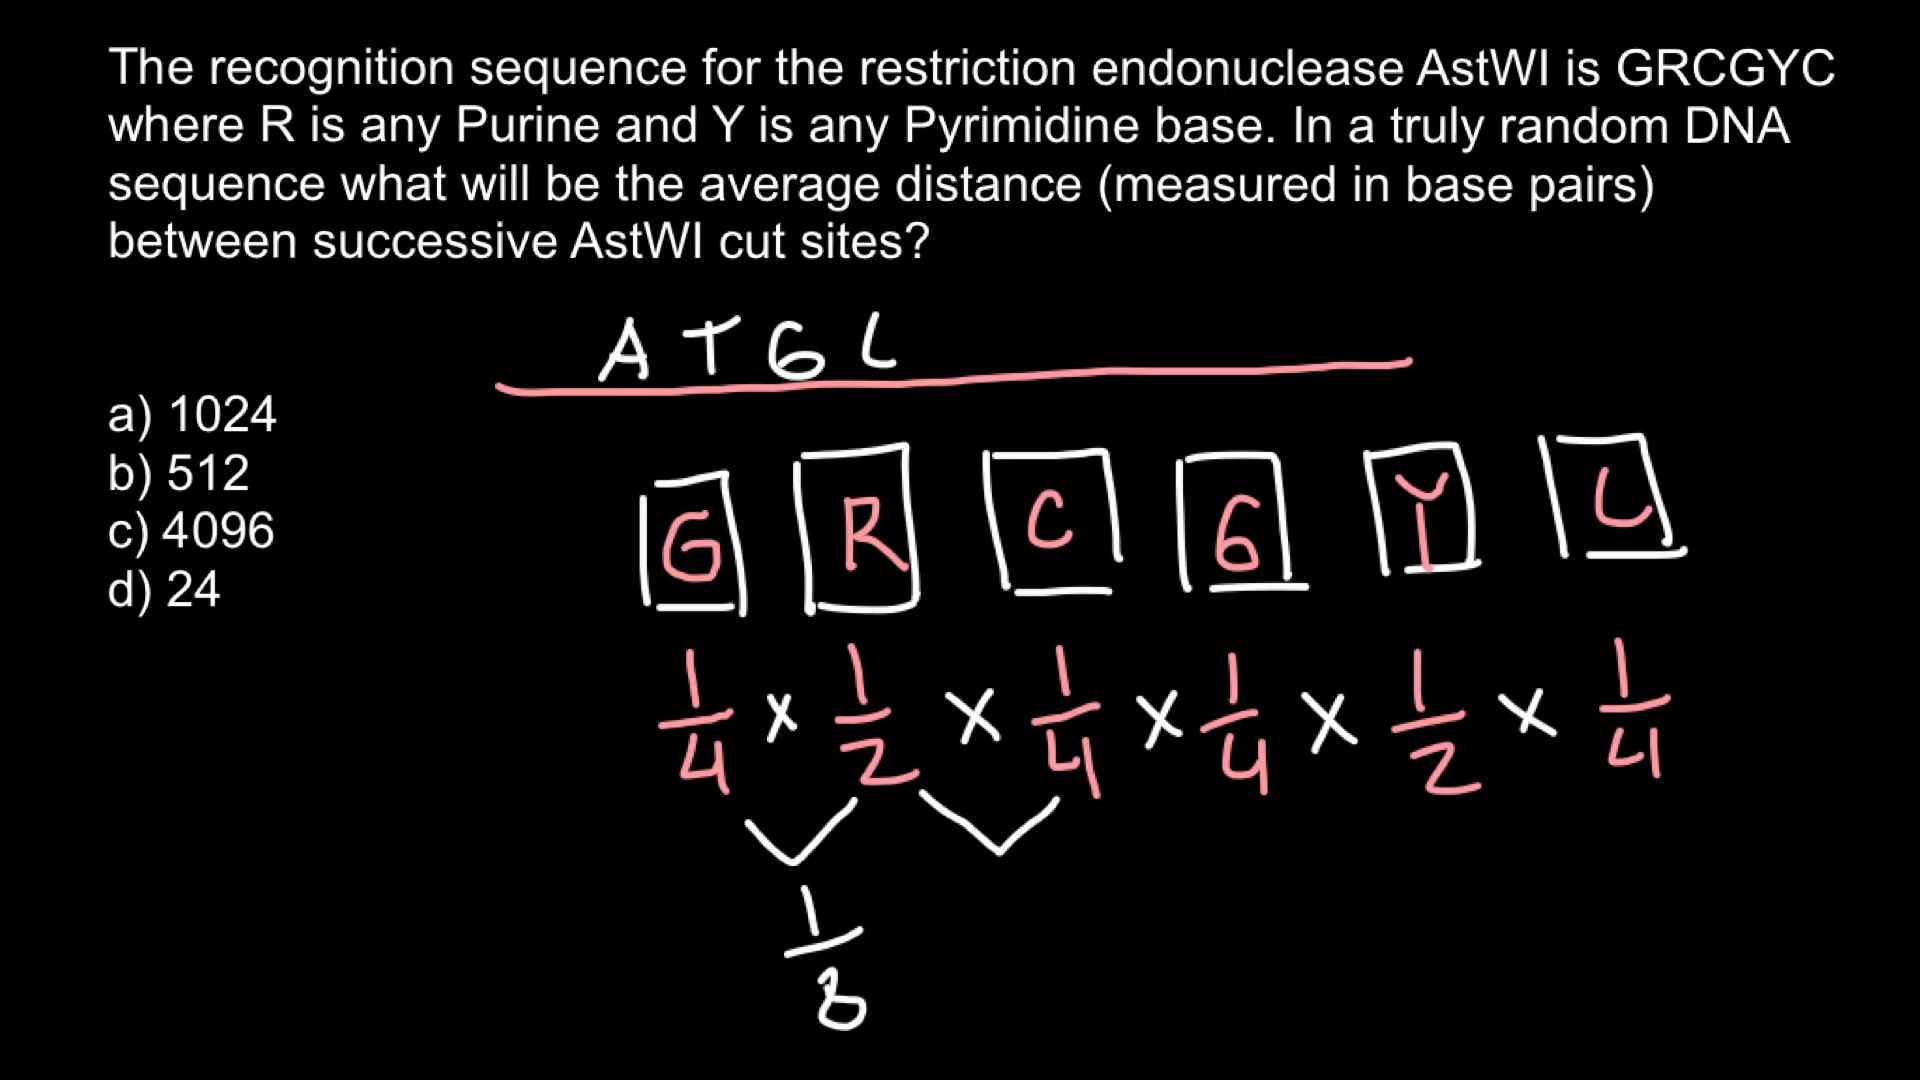 The recognition sequence for the restriction endonuclease AstWI is GRCGYC
where R is any Purine and Y is any Pyrimidine base. In a truly random DNA
sequence what will be the average distance (measured in base pairs)
between successive AstWI cut sites?
A T G C
a) 1024
b) 512
c) 4096
d) 24
G R C G Y C
1/4 x 1/2 x 1/4 x 1/4 x 1/2 x 1/4
1/8